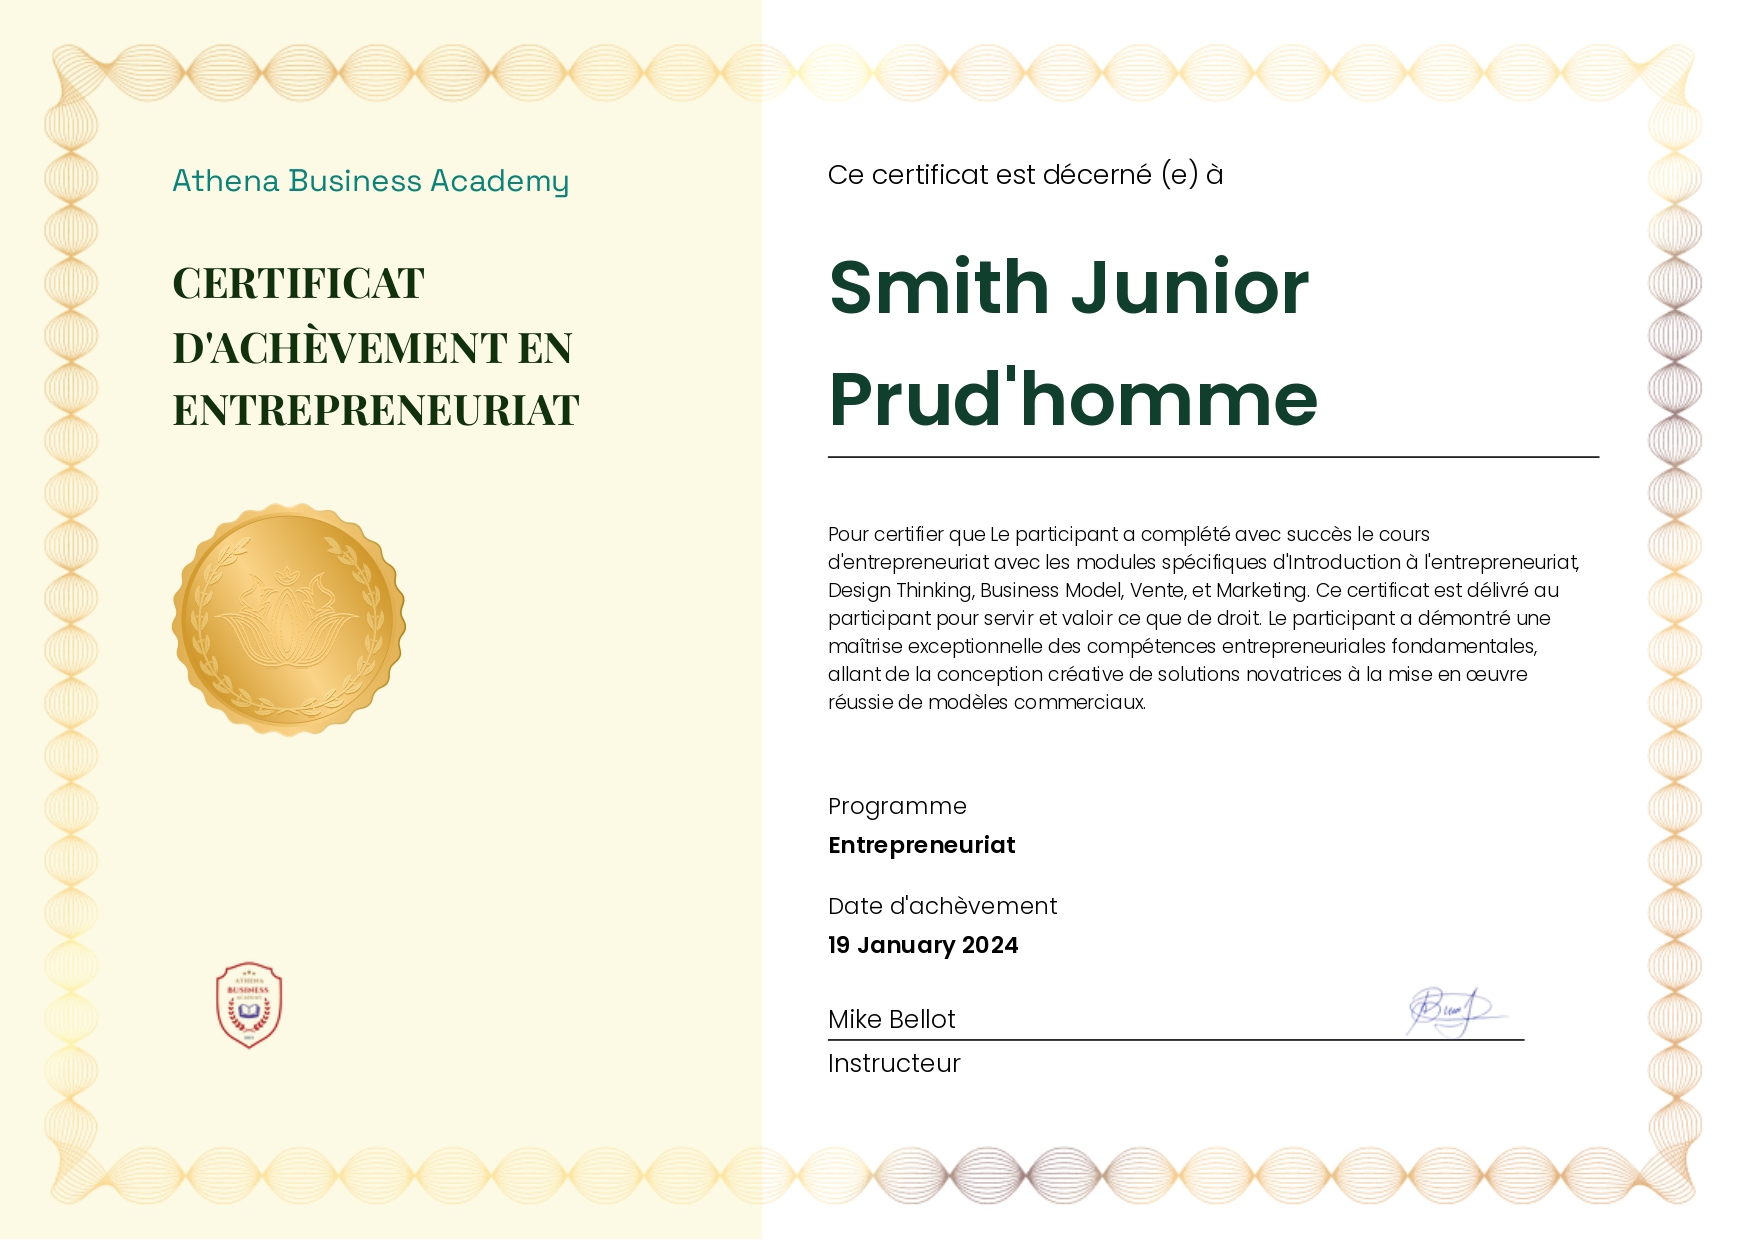 Athena Business Academy
CERTIFICAT
D'ACHÈVEMENT EN
ENTREPRENEURIAT
ATHENA
BUSINESS
ACADEMY
Ce certificat est décerné (e) à
Smith Junior
Prud'homme
Pour certifier que Le participant a complété avec succès le cours
d'entrepreneuriat avec les modules spécifiques d'Introduction à l'entrepreneuriat,
Design Thinking, Business Model, Vente, et Marketing. Ce certificat est délivré au
participant pour servir et valoir ce que de droit. Le participant a démontré une
maîtrise exceptionnelle des compétences entrepreneuriales fondamentales,
allant de la conception créative de solutions novatrices à la mise en œuvre
réussie de modèles commerciaux.
Programme
Entrepreneuriat
Date d'achèvement
19 January 2024
Mike Bellot
Instructeur